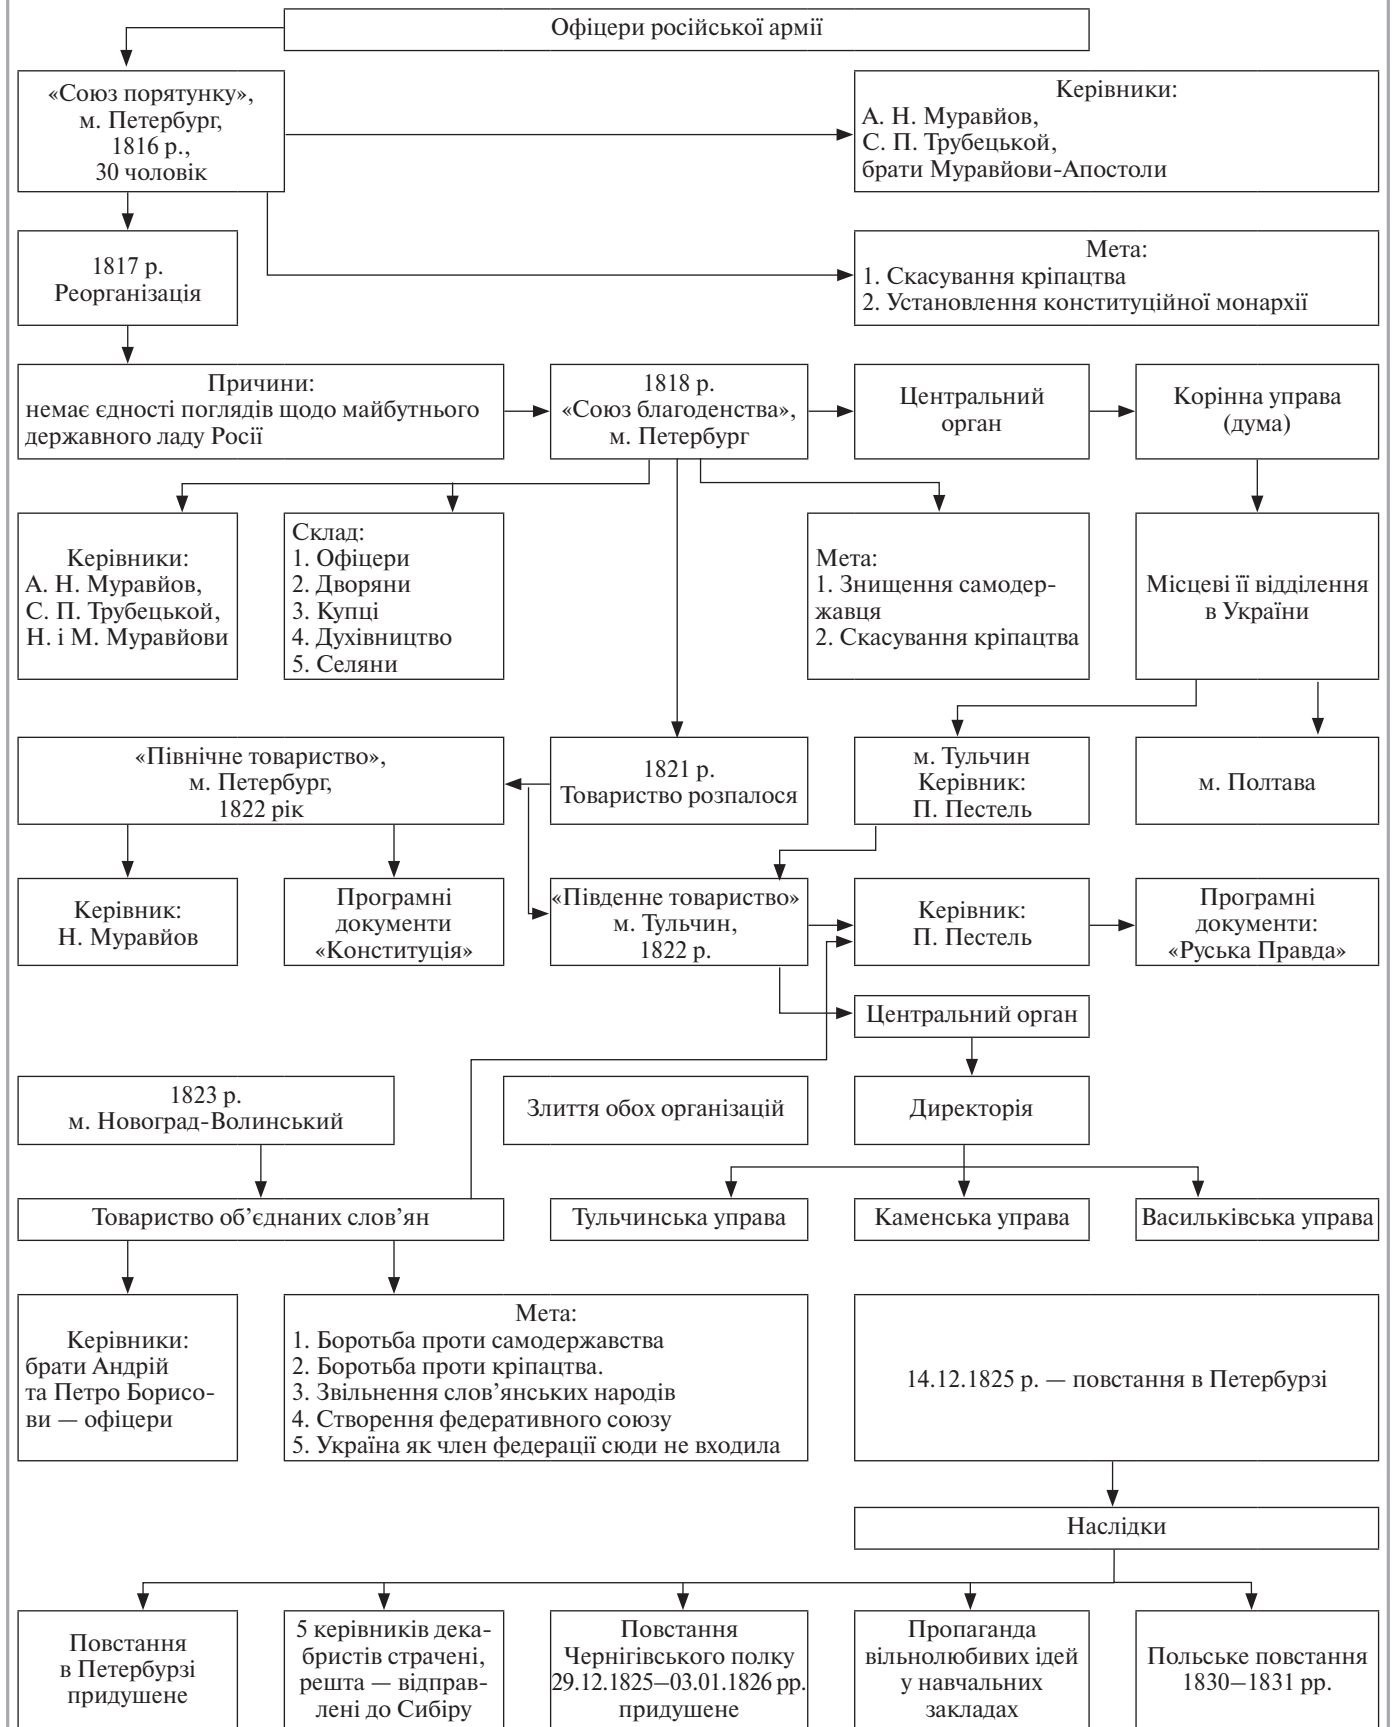 Офіцери російської армії
«Союз порятунку»,
м. Петербург,
1816 р.,
30 чоловік
Керівники:
А. Н. Муравйов,
С. П. Трубецькой,
брати Муравйови-Апостоли
1817 р.
Реорганізація
Мета:
1. Скасування кріпацтва
2. Установлення конституційної монархії
Причини:
немає єдності поглядів щодо майбутнього
державного ладу Росії
1818 р.
«Союз благоденства»,
м. Петербург
Центральний
орган
Корінна управа
(дума)
Керівники:
А. Н. Муравйов,
С. П. Трубецькой,
Н. і М. Муравйови
Склад:
1. Офіцери
2. Дворяни
3. Купці
4. Духівництво
5. Селяни
Мета:
1. Знищення самодер-
жавця
2. Скасування кріпацтва
Місцеві її відділення
в України
«Північне товариство»,
м. Петербург,
1822 рік
1821 р.
Товариство розпалося
м. Тульчин
Керівник:
П. Пестель
м. Полтава
Керівник:
Н. Муравйов
Програмні
документи
«Конституція»
«Південне товариство»
м. Тульчин,
1822 р.
Керівник:
П. Пестель
Програмні
документи:
«Руська Правда»
Центральний орган
1823 р.
м. Новоград-Волинський
Злиття обох організацій
Директорія
Товариство об’єднаних слов’ян
Тульчинська управа
Каменська управа
Васильківська управа
Керівники:
брати Андрій
та Петро Борисо-
ви — офіцери
Мета:
1. Боротьба проти самодержавства
2. Боротьба проти кріпацтва.
3. Звільнення слов’янських народів
4. Створення федеративного союзу
5. Україна як член федерації сюди не входила
14.12.1825 р. — повстання в Петербурзі
Наслідки
Повстання
в Петербурзі
придушене
5 керівників дека-
бристів страчені,
решта — відправ-
лені до Сибіру
Повстання
Чернігівського полку
29.12.1825–03.01.1826 рр.
придушене
Пропаганда
вільнолюбивих ідей
у навчальних
закладах
Польське повстання
1830–1831 рр.